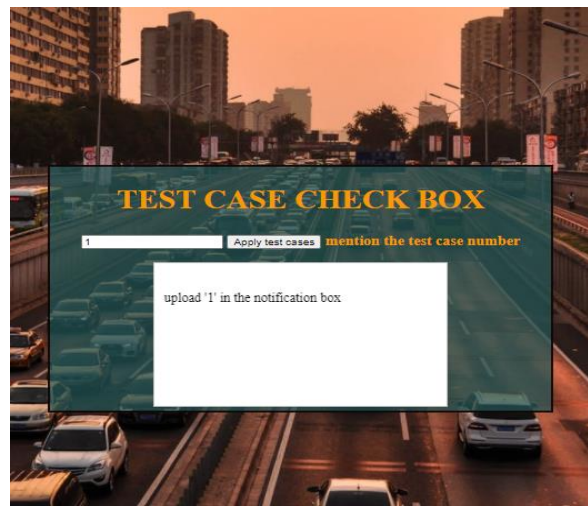 TEST CASE CHECK BOX
1 Apply test cases mention the test case number
upload '1' in the notification box